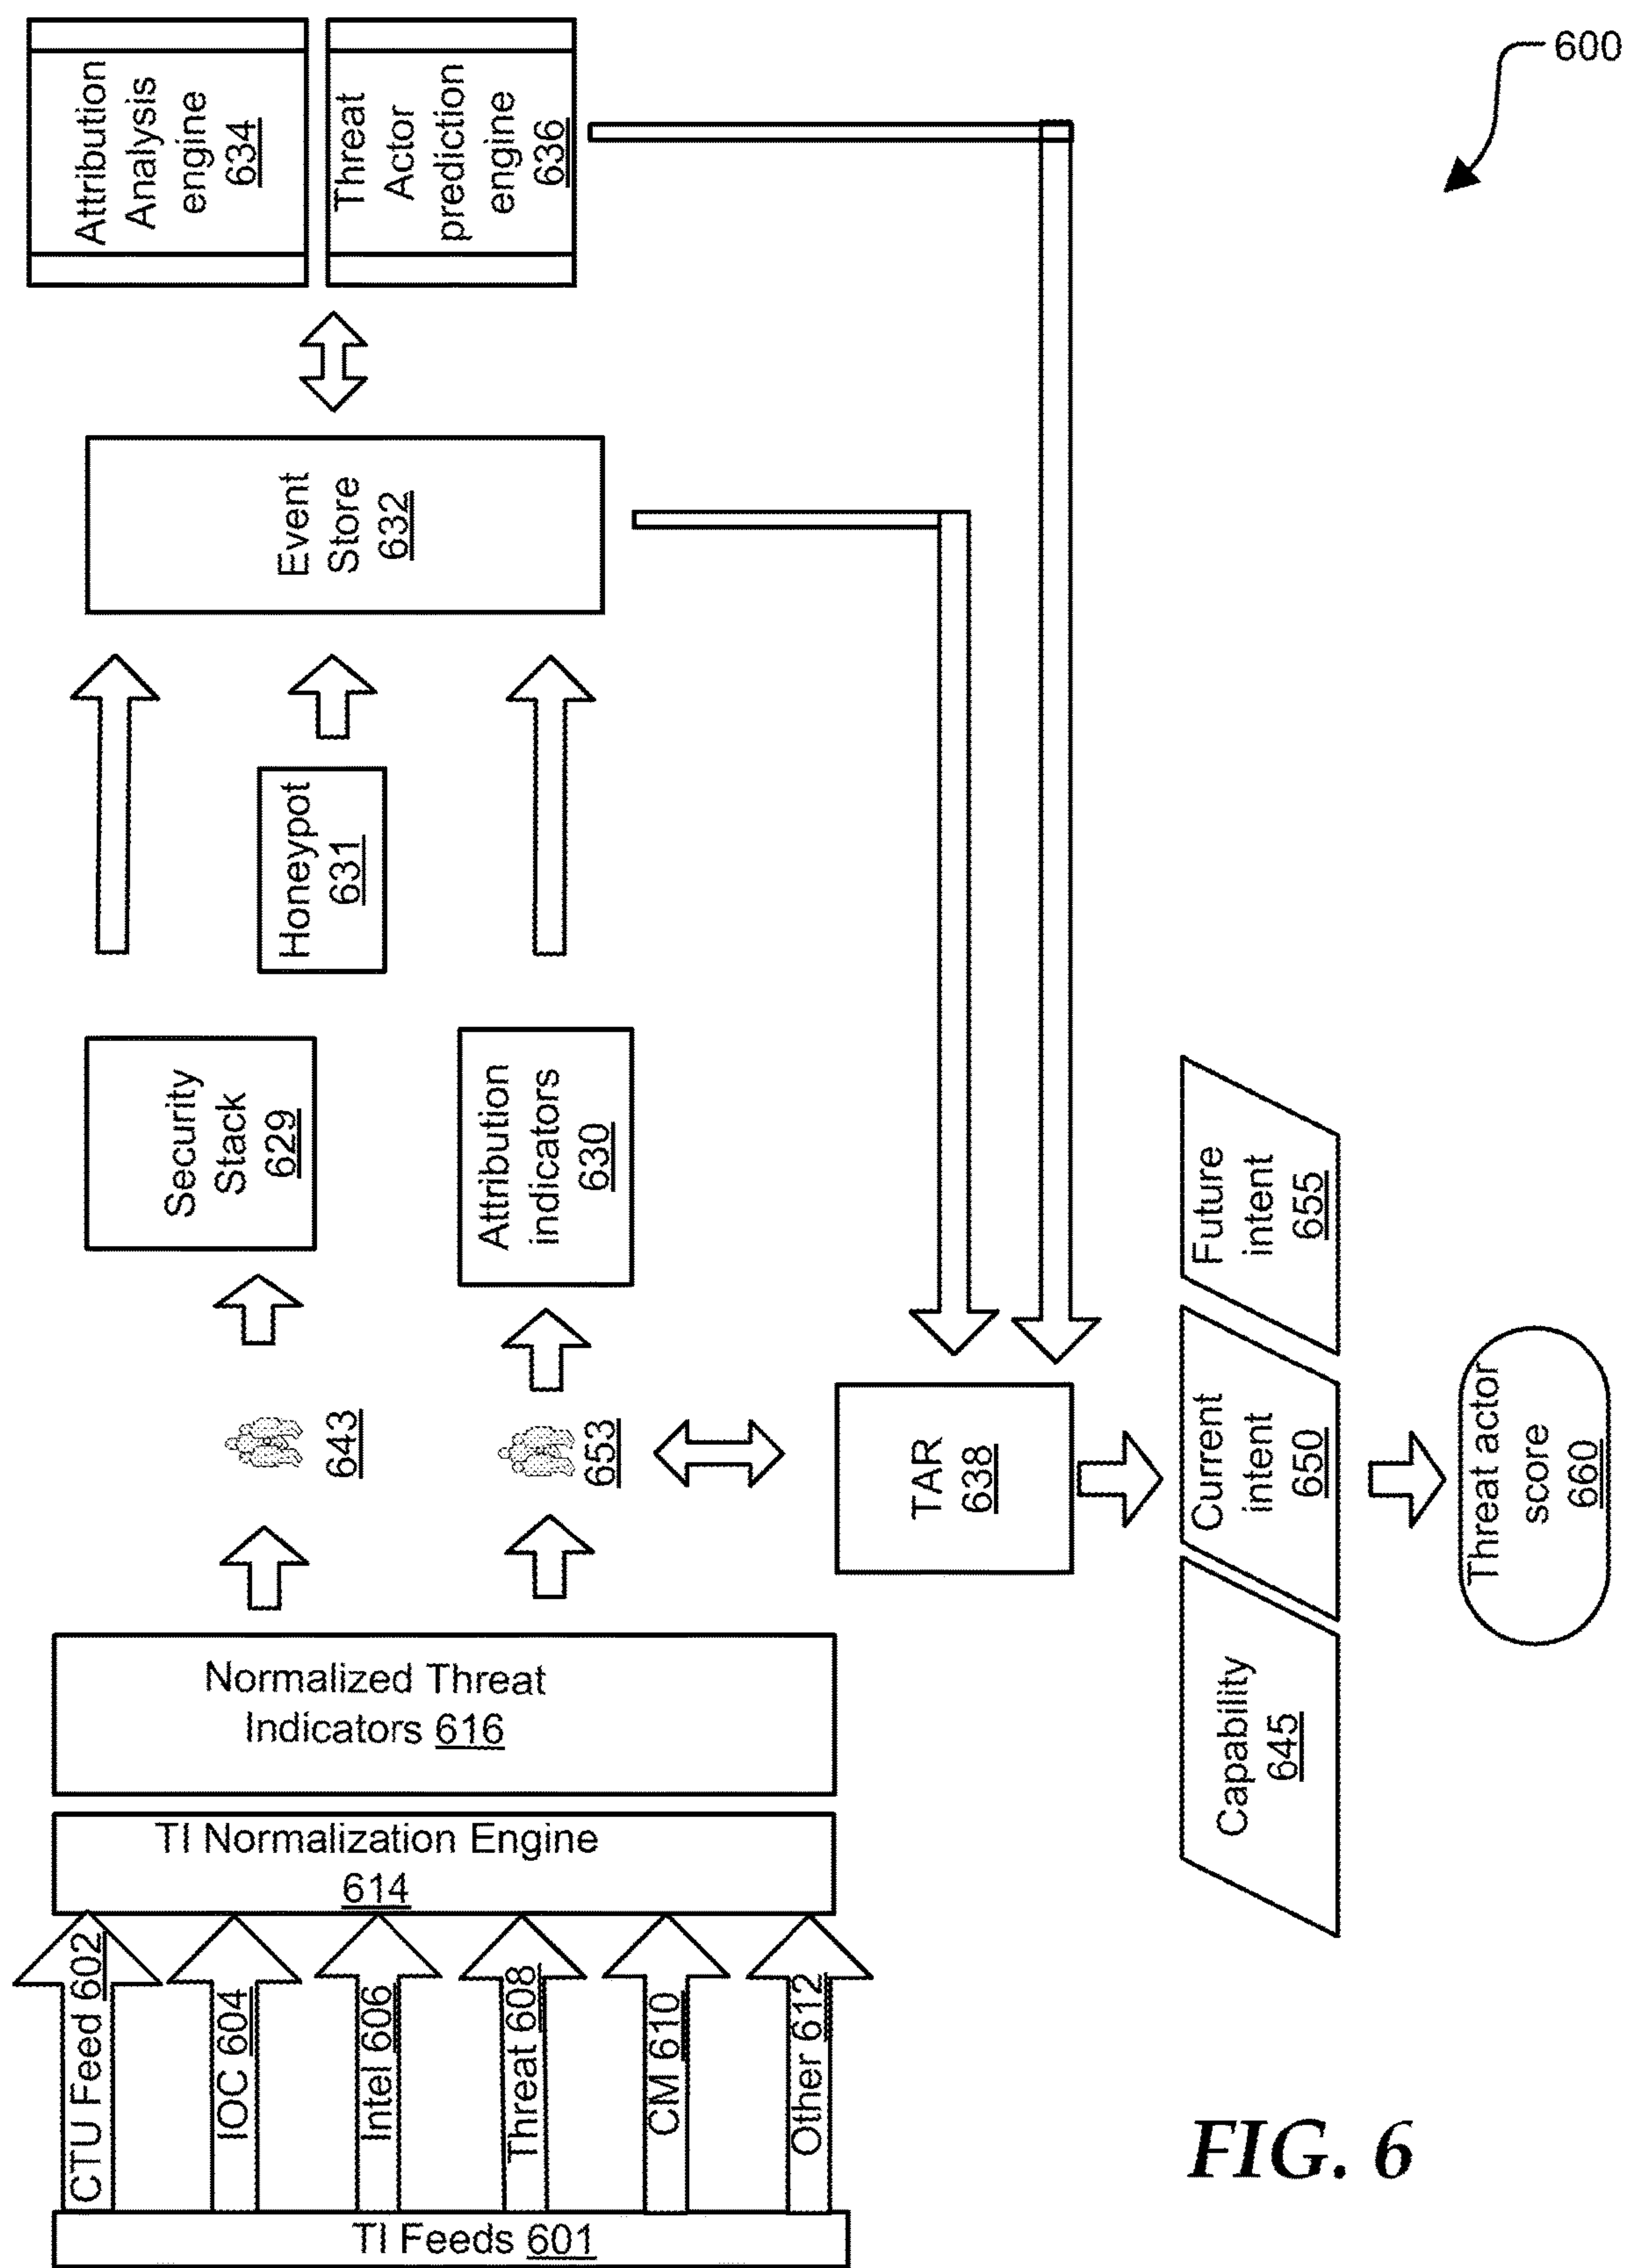 600
Attribution
Analysis
engine
634
Threat
Actor
prediction
engine
636
Event
Store
632
Honeypot
631
Security
Stack
629
Attribution
indicators
630
643
653
TAR
638
Normalized Threat
Indicators 616
TI Normalization Engine
614
CTU Feed 602
IOC 604
Intel 606
Threat 608
CM 610
Other 612
TI Feeds 601
Capability
645
Current
intent
650
Future
intent
655
Threat actor
score
660
FIG. 6